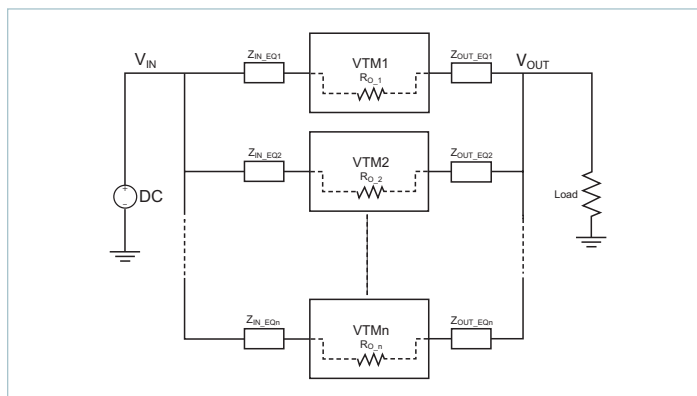 V_IN
Z_IN_EQ1
VTM1
R_O_1
Z_OUT_EQ1
V_OUT
Z_IN_EQ2
VTM2
R_O_2
Z_OUT_EQ2
+
–
DC
Load
Z_IN_EQn
VTMn
R_O_n
Z_OUT_EQn